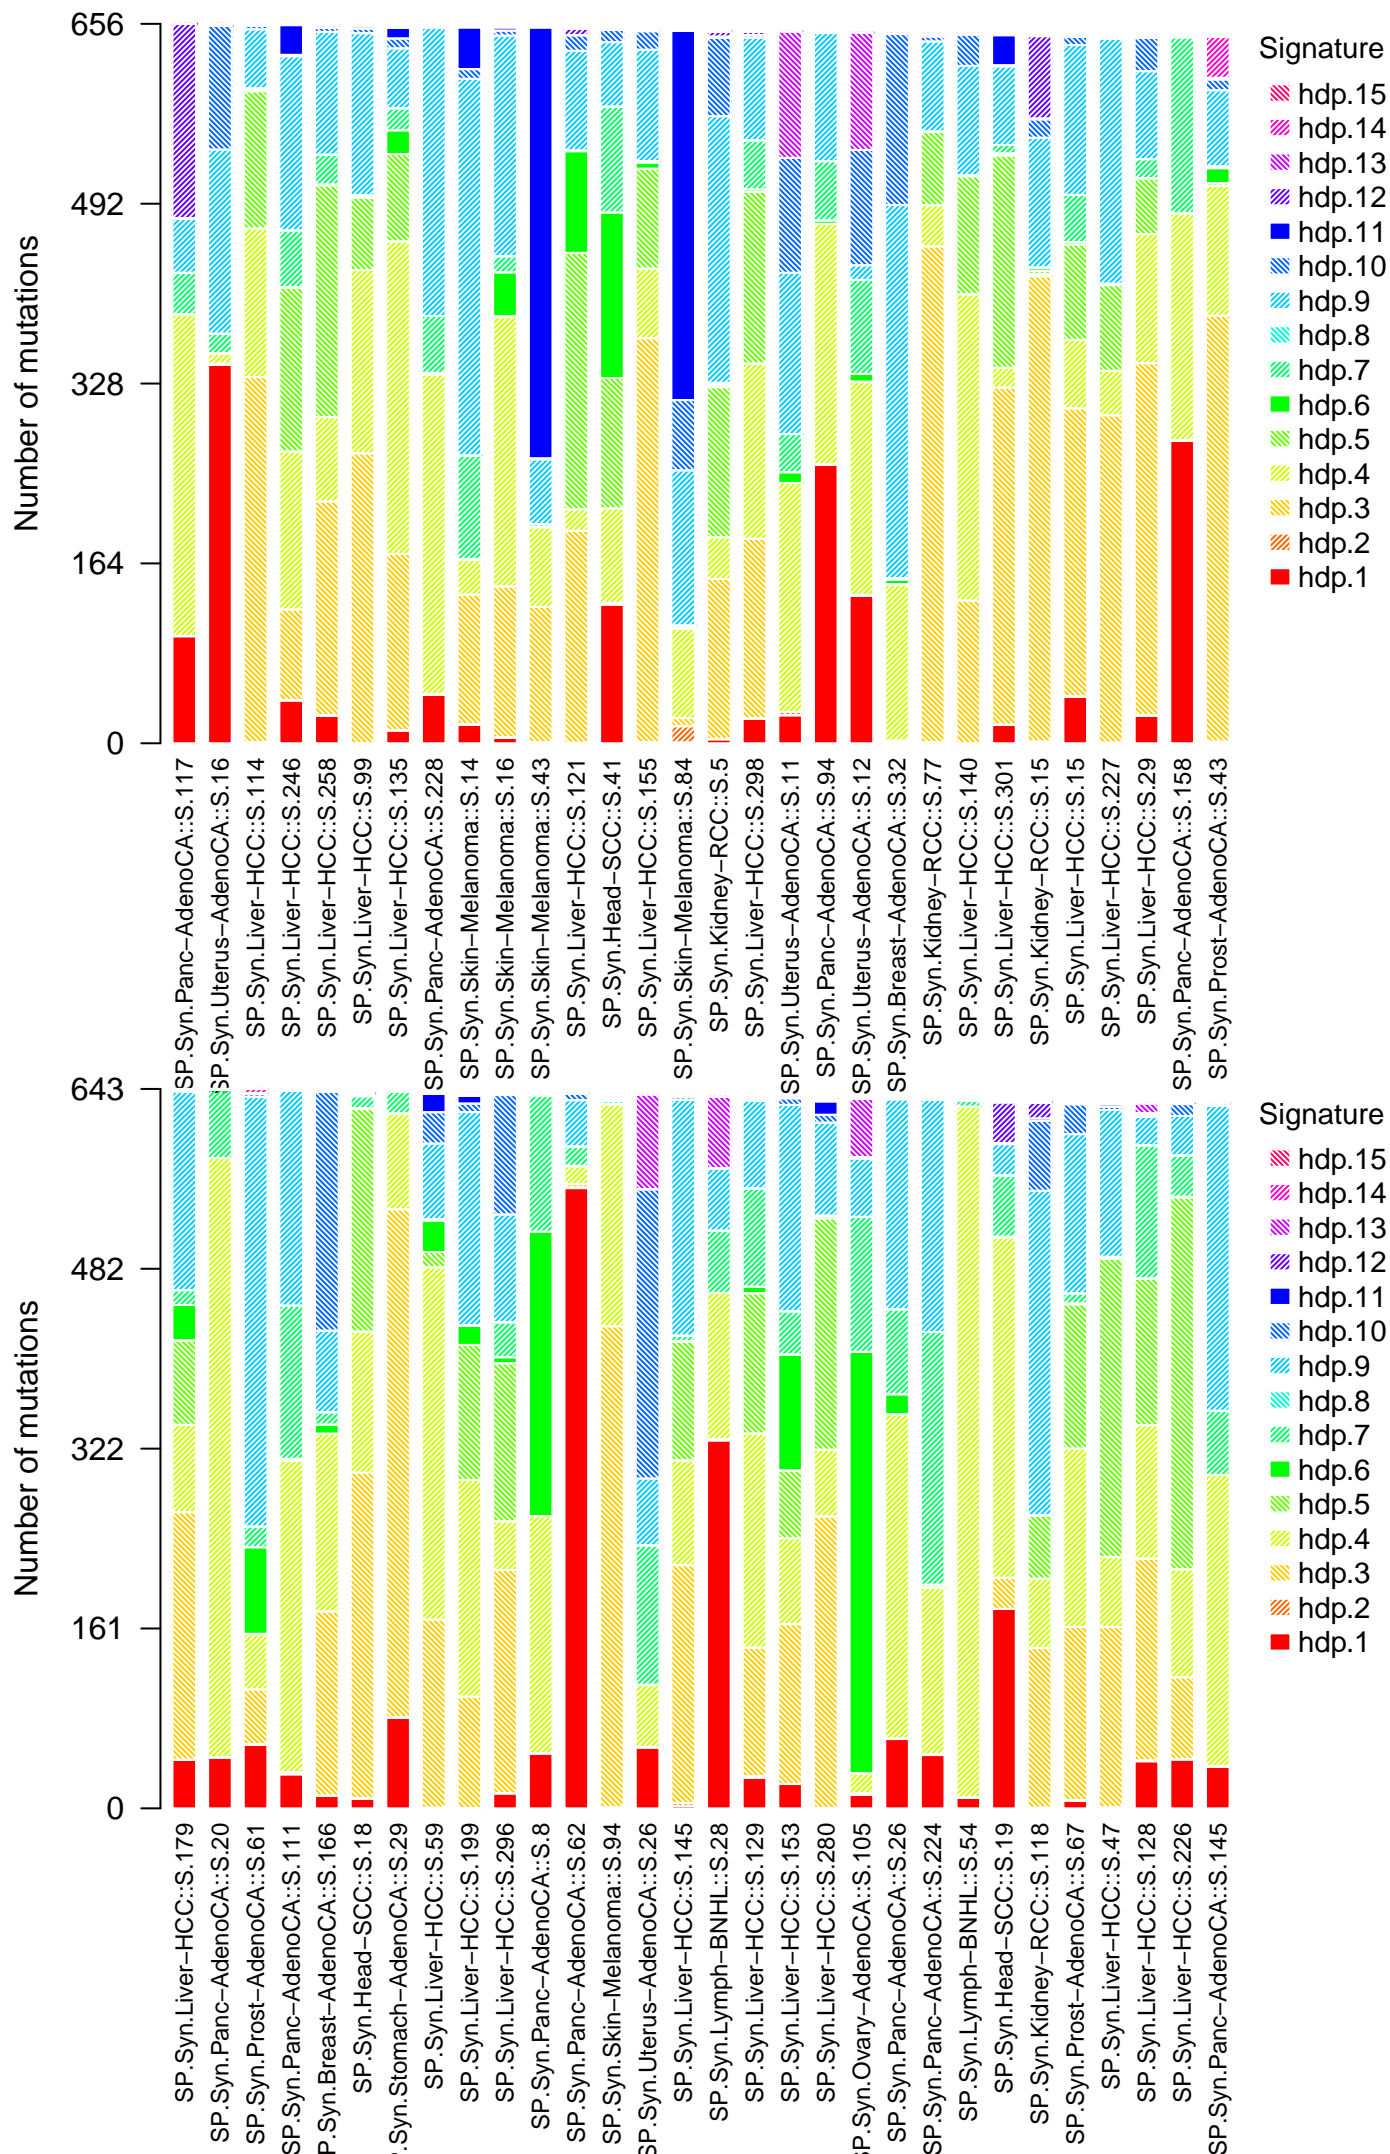 Number of mutations
656
492
328
164
0
Signature
hdp.15
hdp.14
hdp.13
hdp.12
hdp.11
hdp.10
hdp.9
hdp.8
hdp.7
hdp.6
hdp.5
hdp.4
hdp.3
hdp.2
hdp.1
SP.Syn.Panc−AdenoCA::S.117
SP.Syn.Uterus−AdenoCA::S.16
SP.Syn.Liver−HCC::S.114
SP.Syn.Liver−HCC::S.246
SP.Syn.Liver−HCC::S.258
SP.Syn.Liver−HCC::S.99
SP.Syn.Liver−HCC::S.135
SP.Syn.Panc−AdenoCA::S.228
SP.Syn.Skin−Melanoma::S.14
SP.Syn.Skin−Melanoma::S.16
SP.Syn.Skin−Melanoma::S.43
SP.Syn.Liver−HCC::S.121
SP.Syn.Head−SCC::S.41
SP.Syn.Liver−HCC::S.155
SP.Syn.Skin−Melanoma::S.84
SP.Syn.Kidney−RCC::S.5
SP.Syn.Liver−HCC::S.298
SP.Syn.Uterus−AdenoCA::S.11
SP.Syn.Panc−AdenoCA::S.94
SP.Syn.Uterus−AdenoCA::S.12
SP.Syn.Breast−AdenoCA::S.32
SP.Syn.Kidney−RCC::S.77
SP.Syn.Liver−HCC::S.140
SP.Syn.Liver−HCC::S.301
SP.Syn.Kidney−RCC::S.15
SP.Syn.Liver−HCC::S.15
SP.Syn.Liver−HCC::S.227
SP.Syn.Liver−HCC::S.29
SP.Syn.Panc−AdenoCA::S.158
SP.Syn.Prost−AdenoCA::S.43
Number of mutations
643
482
322
161
0
Signature
hdp.15
hdp.14
hdp.13
hdp.12
hdp.11
hdp.10
hdp.9
hdp.8
hdp.7
hdp.6
hdp.5
hdp.4
hdp.3
hdp.2
hdp.1
SP.Syn.Liver−HCC::S.179
SP.Syn.Panc−AdenoCA::S.20
SP.Syn.Prost−AdenoCA::S.61
SP.Syn.Panc−AdenoCA::S.111
P.Syn.Breast−AdenoCA::S.166
SP.Syn.Head−SCC::S.18
.Syn.Stomach−AdenoCA::S.29
SP.Syn.Liver−HCC::S.59
SP.Syn.Liver−HCC::S.199
SP.Syn.Liver−HCC::S.296
SP.Syn.Panc−AdenoCA::S.8
SP.Syn.Panc−AdenoCA::S.62
SP.Syn.Skin−Melanoma::S.94
SP.Syn.Uterus−AdenoCA::S.26
SP.Syn.Liver−HCC::S.145
SP.Syn.Lymph−BNHL::S.28
SP.Syn.Liver−HCC::S.129
SP.Syn.Liver−HCC::S.153
SP.Syn.Liver−HCC::S.280
SP.Syn.Ovary−AdenoCA::S.105
SP.Syn.Panc−AdenoCA::S.26
SP.Syn.Panc−AdenoCA::S.224
SP.Syn.Lymph−BNHL::S.54
SP.Syn.Head−SCC::S.19
SP.Syn.Kidney−RCC::S.118
SP.Syn.Prost−AdenoCA::S.67
SP.Syn.Liver−HCC::S.47
SP.Syn.Liver−HCC::S.128
SP.Syn.Liver−HCC::S.226
SP.Syn.Panc−AdenoCA::S.145